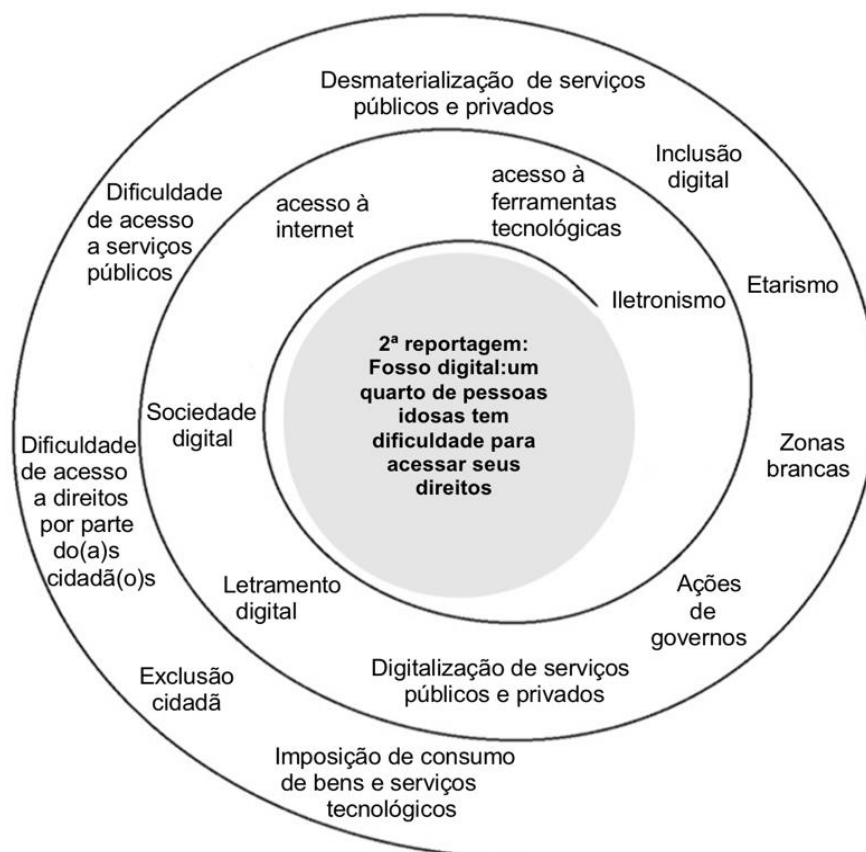 Desmaterialização de serviços
públicos e privados
Inclusão
digital
Dificuldade
de acesso
a serviços
públicos
acesso à
internet
acesso à
ferramentas
tecnológicas
Etarismo
Iletronismo
2ª reportagem:
Fosso digital:um
quarto de pessoas
idosas tem
dificuldade para
acessar seus
direitos
Sociedade
digital
Zonas
brancas
Dificuldade
de acesso
a direitos
por parte
do(a)s
cidadã(o)s
Letramento
digital
Ações
de
governos
Digitalização de serviços
públicos e privados
Exclusão
cidadã
Imposição de consumo
de bens e serviços
tecnológicos